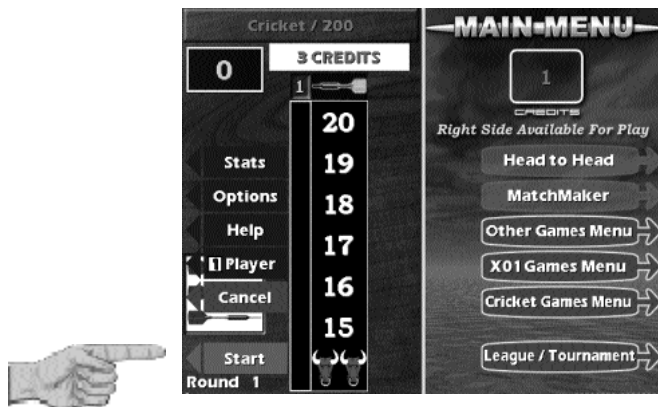 Cricket / 200
0
3 CREDITS
1
20
19
18
17
16
15
Stats
Options
Help
1 Player
Cancel
Start
Round 1
MAIN-MENU
1
CREDITS
Right Side Available For Play
Head to Head
MatchMaker
Other Games Menu
X01 Games Menu
Cricket Games Menu
League / Tournament